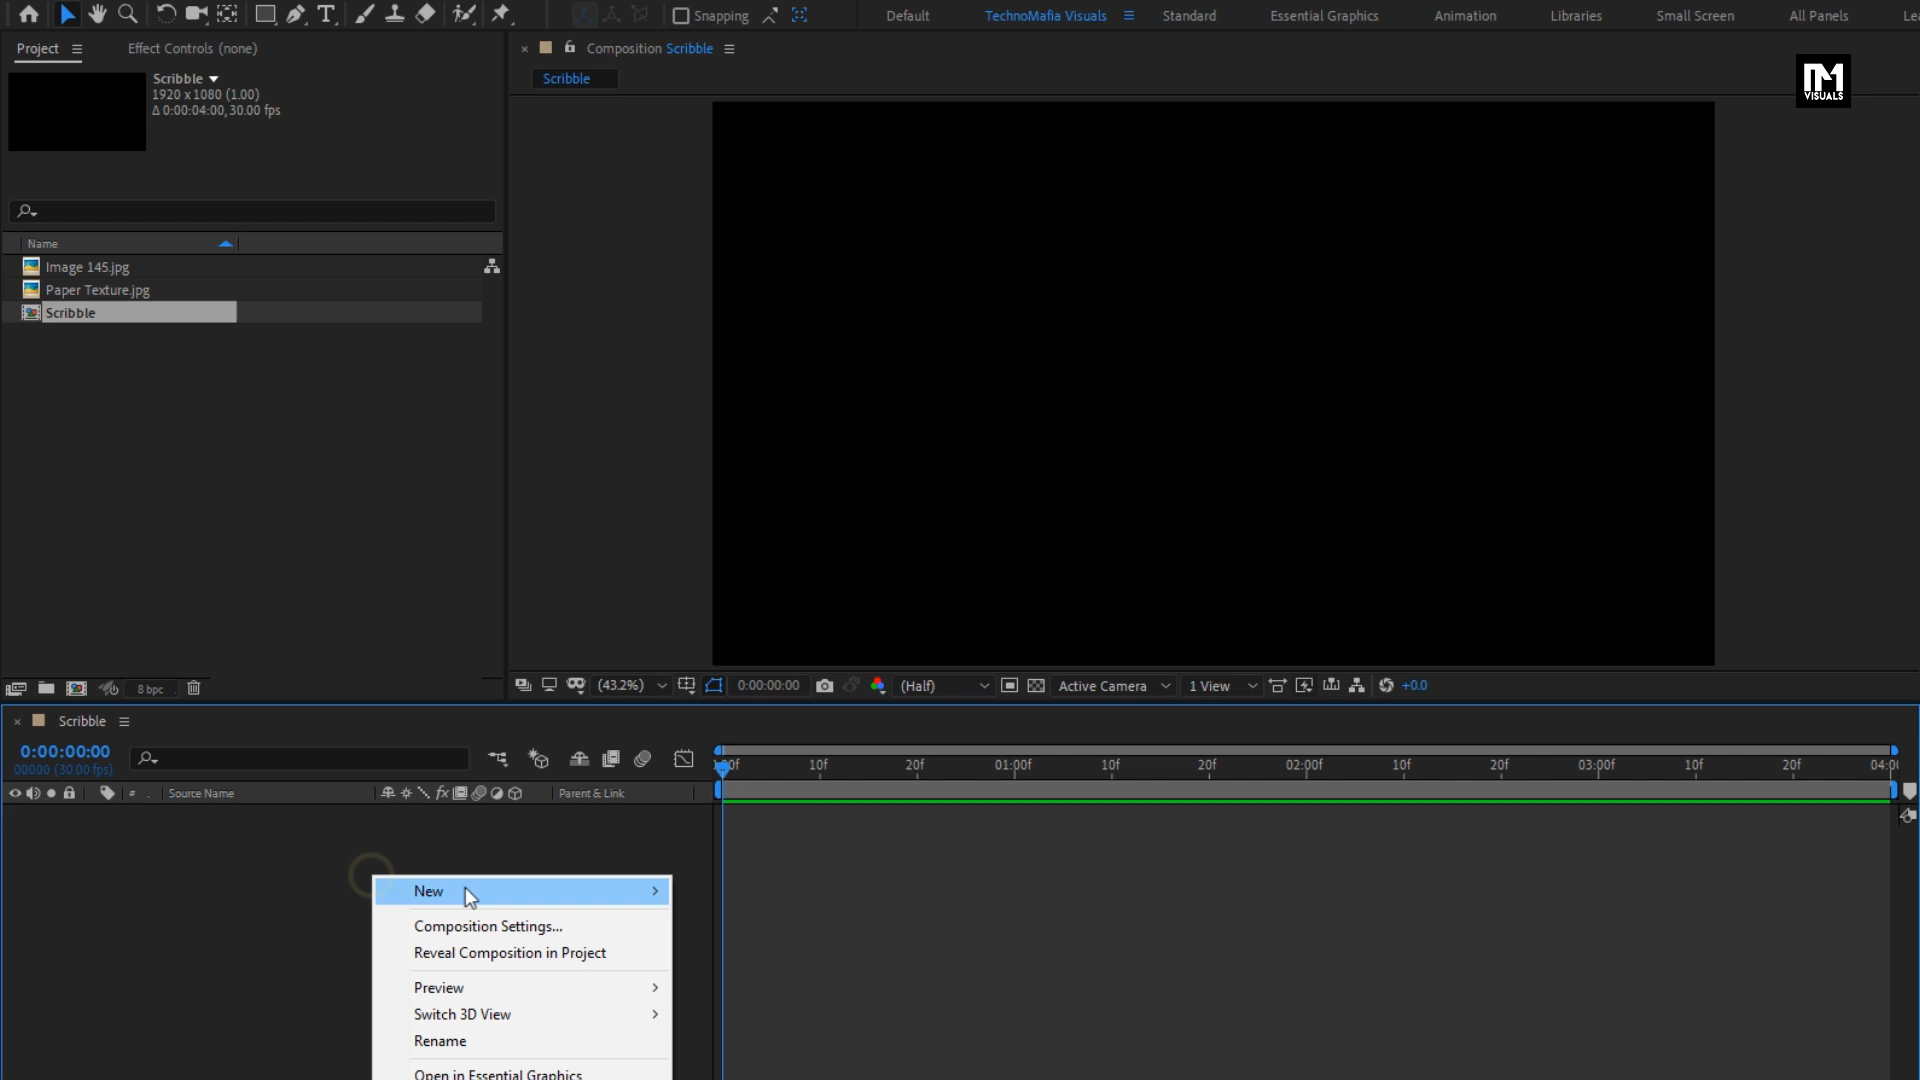 Snapping
Default
TechnoMafia Visuals
Standard
Essential Graphics
Animation
Libraries
Small Screen
All Panels
Lea
Project
Effect Controls (none)
Composition Scribble
Scribble
1920 x 1080 (1.00)
Δ 0:00:04:00, 30.00 fps
Scribble
VISUALS
Name
Image 145.jpg
Paper Texture.jpg
Scribble
8 bpc
(43.2%)
0:00:00:00
(Half)
Active Camera
1 View
+0.0
Scribble
0:00:00:00
00000 (30.00 fps)
10f
20f
01:00f
10f
20f
02:00f
10f
20f
03:00f
10f
20f
#
Source Name
fx
Parent & Link
New
Composition Settings...
Reveal Composition in Project
Preview
Switch 3D View
Rename
Open in Essential Graphics